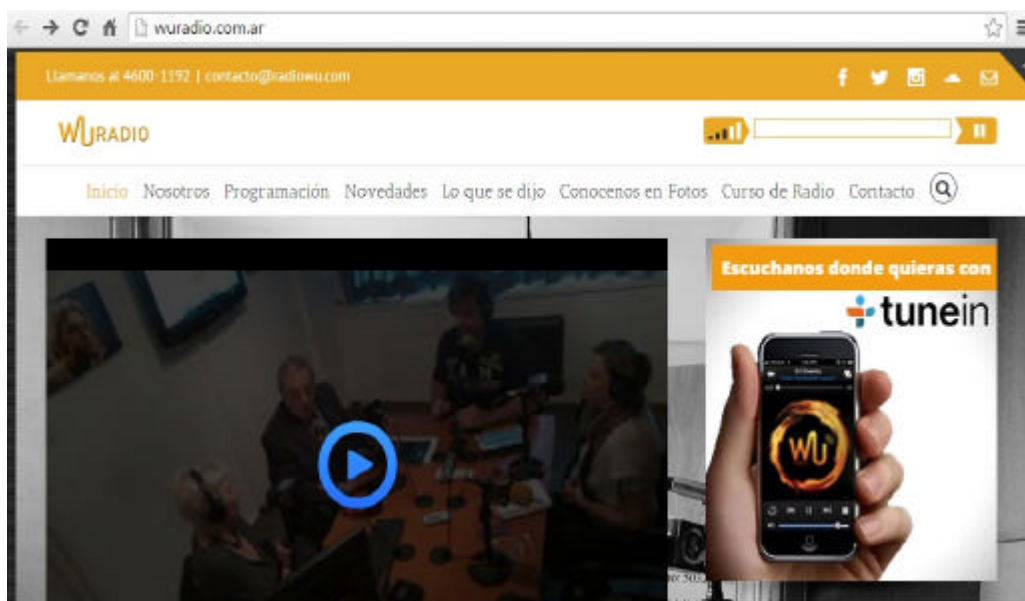 wuradio.com.ar
Llamanos al 4600-1192 | contacto@radiowu.com
WURADIO
Inicio Nosotros Programación Novedades Lo que se dijo Conocenos en Fotos Curso de Radio Contacto
Escuchanos donde quieras con
tunein
WU